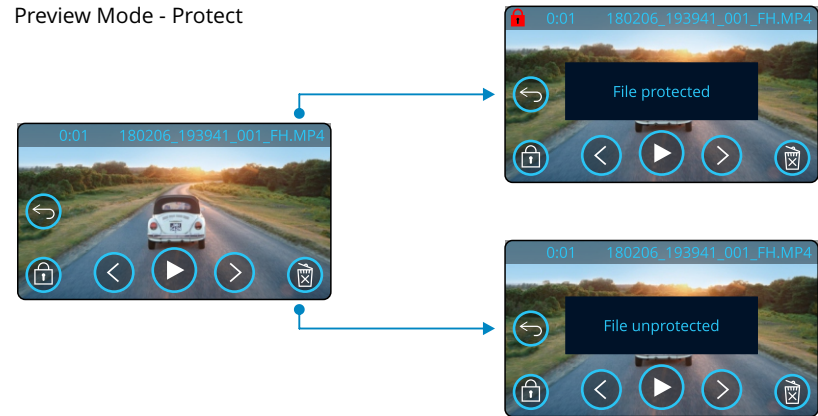 Preview Mode - Protect
0:01 180206_193941_001_FH.MP4
File protected
0:01 180206_193941_001_FH.MP4
0:01 180206_193941_001_FH.MP4
File unprotected